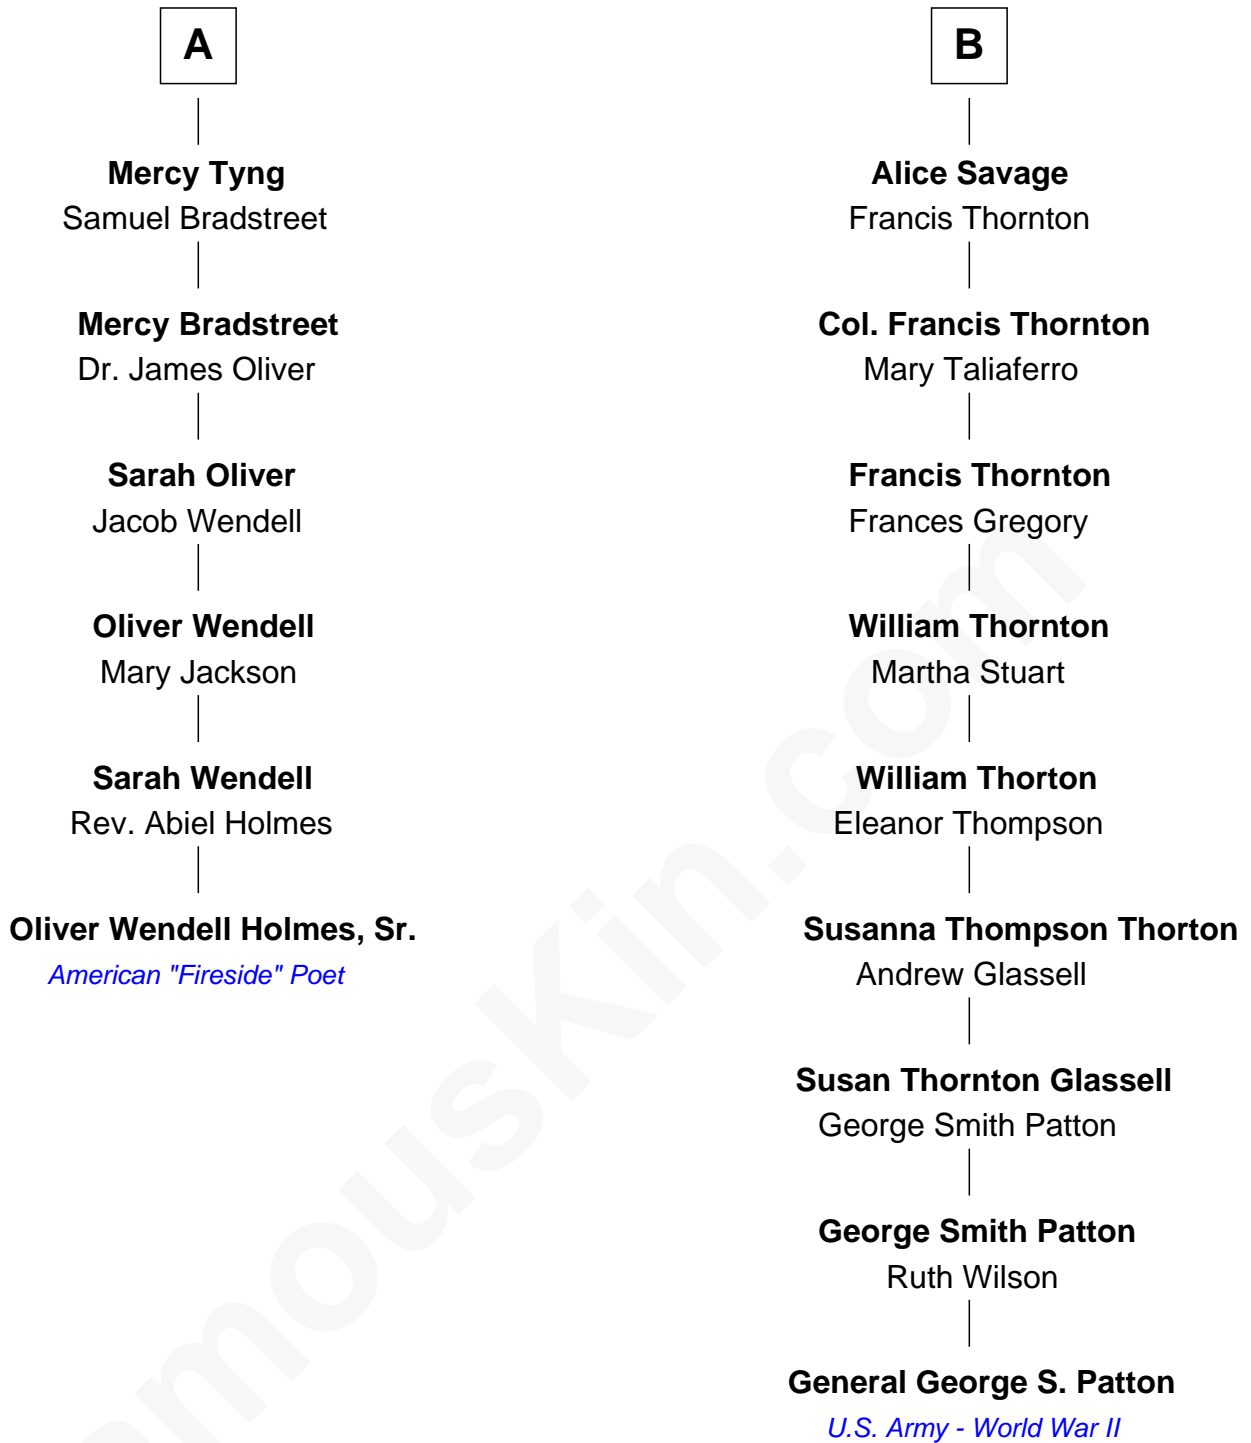 A
Mercy Tyng
Samuel Bradstreet
Mercy Bradstreet
Dr. James Oliver
Sarah Oliver
Jacob Wendell
Oliver Wendell
Mary Jackson
Sarah Wendell
Rev. Abiel Holmes
Oliver Wendell Holmes, Sr.
American "Fireside" Poet
B
Alice Savage
Francis Thornton
Col. Francis Thornton
Mary Taliaferro
Francis Thornton
Frances Gregory
William Thornton
Martha Stuart
William Thorton
Eleanor Thompson
Susanna Thompson Thorton
Andrew Glassell
Susan Thornton Glassell
George Smith Patton
George Smith Patton
Ruth Wilson
General George S. Patton
U.S. Army - World War II
amouskin.com